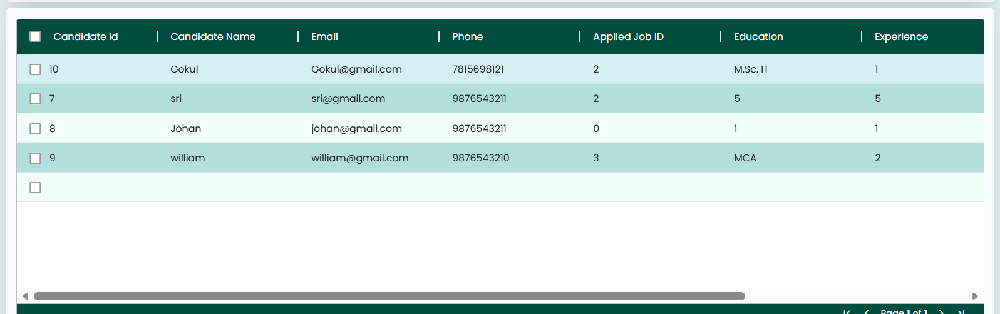 Candidate Id | Candidate Name | Email | Phone | Applied Job ID | Education | Experience
10 Gokul Gokul@gmail.com 7815698121 2 M.Sc. IT 1
7 sri sri@gmail.com 9876543211 2 5 5
8 Johan johan@gmail.com 9876543211 0 1 1
9 william william@gmail.com 9876543210 3 MCA 2
Page 1 of 1